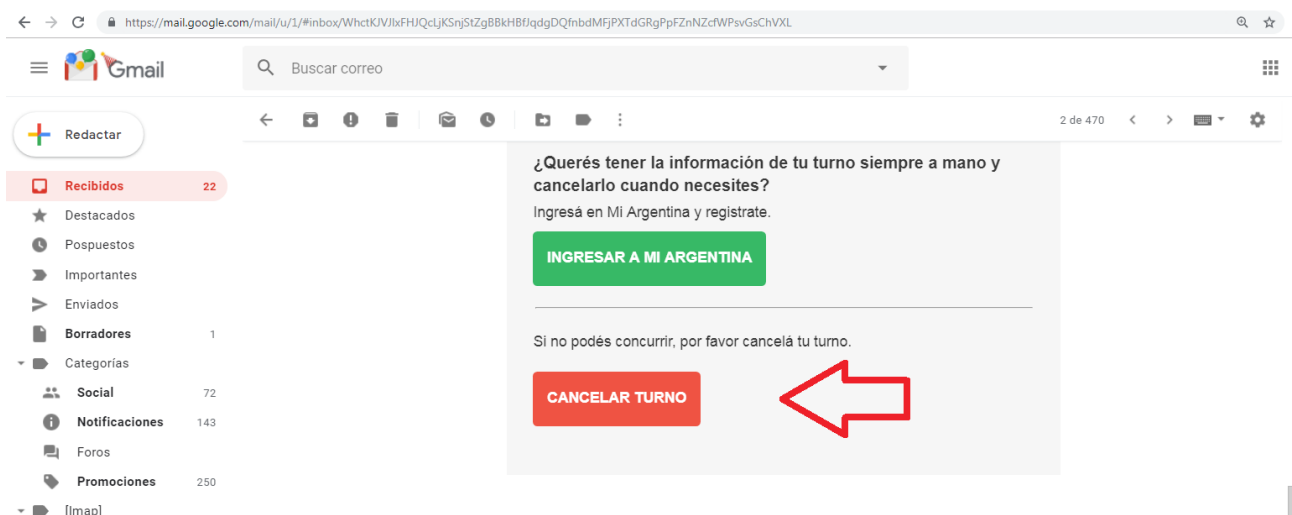 https://mail.google.com/mail/u/1/#inbox/WhctKJVJlxFHJQcLjKSnjStZgBBkHBfJqdgDQfnbdMFjPXTdGRgPpFZnNZcfWPsvGsChVXL
Gmail
Buscar correo
Redactar
2 de 470
Recibidos 22
Destacados
Pospuestos
Importantes
Enviados
Borradores 1
Categorías
Social 72
Notificaciones 143
Foros
Promociones 250
[Imap]
¿Querés tener la información de tu turno siempre a mano y
cancelarlo cuando necesites?
Ingresá en Mi Argentina y registrate.
INGRESAR A MI ARGENTINA
Si no podés concurrir, por favor cancelá tu turno.
CANCELAR TURNO